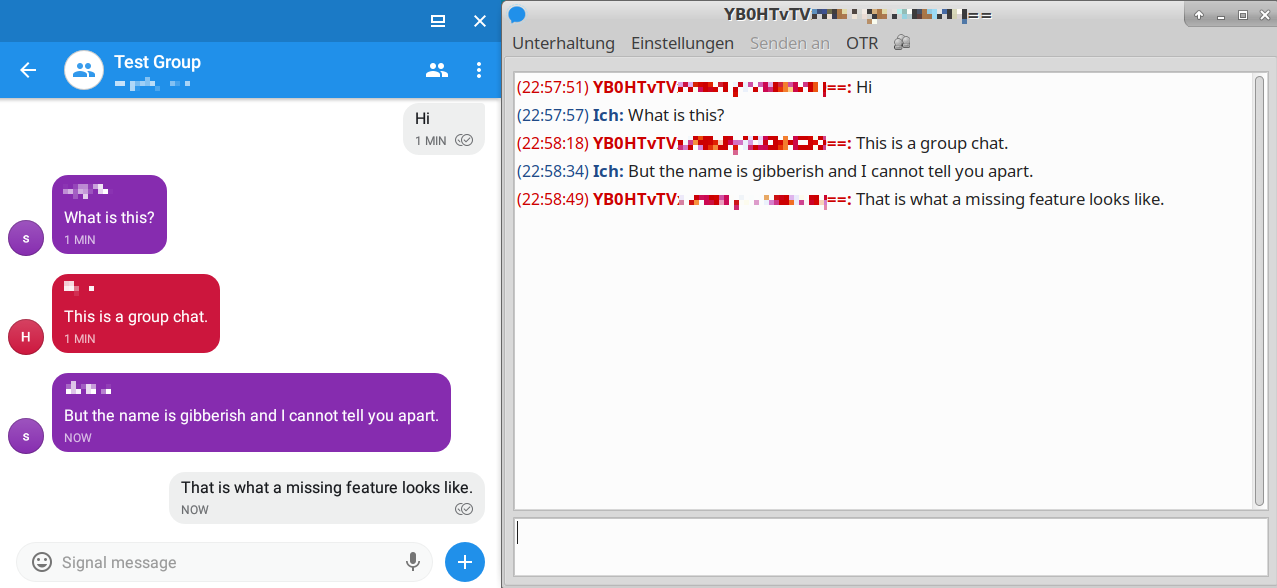 Test Group
Hi
1 MIN
What is this?
1 MIN
S
This is a group chat.
1 MIN
H
But the name is gibberish and I cannot tell you apart.
NOW
S
That is what a missing feature looks like.
NOW
Signal message
YB0HTvTV ==
Unterhaltung Einstellungen Senden an OTR
(22:57:51) YB0HTvTV ==: Hi
(22:57:57) Ich: What is this?
(22:58:18) YB0HTvTV ==: This is a group chat.
(22:58:34) Ich: But the name is gibberish and I cannot tell you apart.
(22:58:49) YB0HTvTV ==: That is what a missing feature looks like.